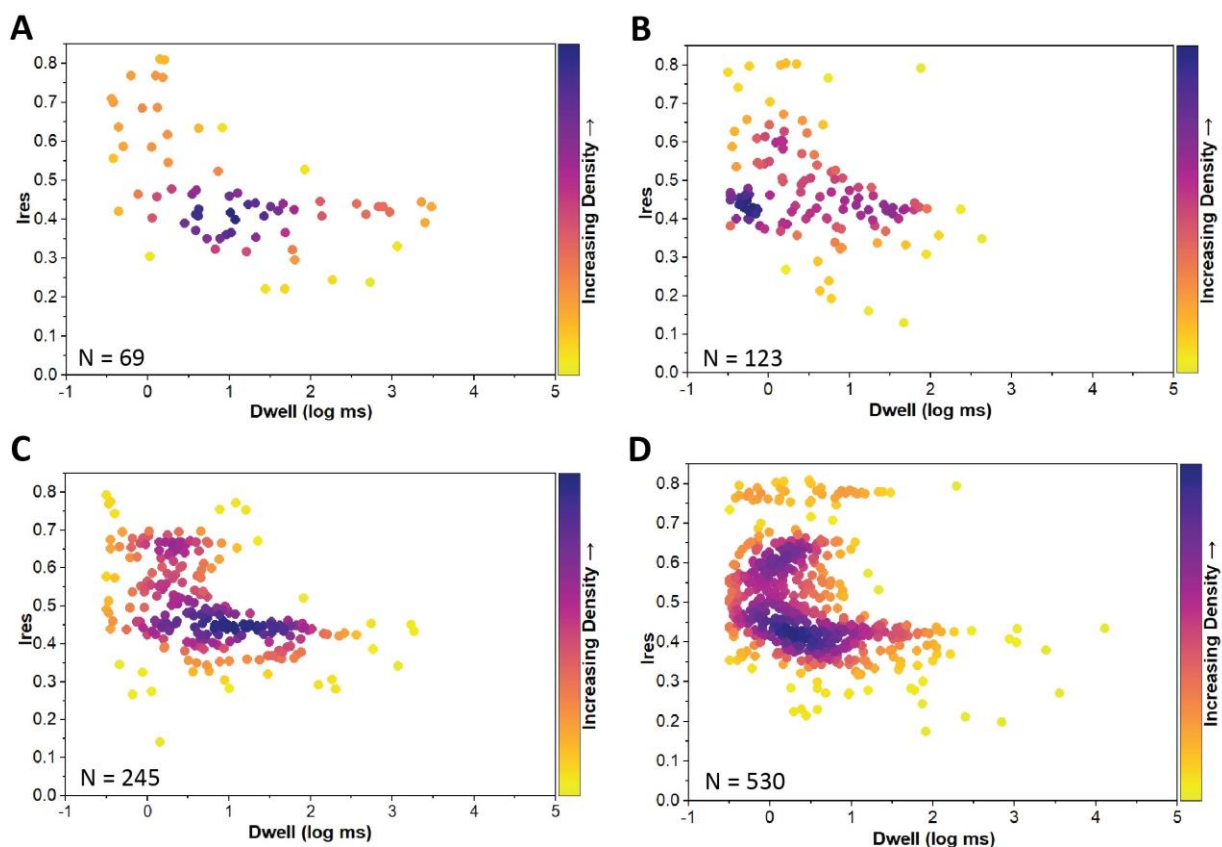 A
0.8
0.7
0.6
0.5
0.4
0.3
0.2
0.1
0.0
Ires
N = 69
-1 0 1 2 3 4 5
Dwell (log ms)
Increasing Density →
B
0.8
0.7
0.6
0.5
0.4
0.3
0.2
0.1
0.0
Ires
N = 123
-1 0 1 2 3 4 5
Dwell (log ms)
Increasing Density →
C
0.8
0.7
0.6
0.5
0.4
0.3
0.2
0.1
0.0
Ires
N = 245
-1 0 1 2 3 4 5
Dwell (log ms)
Increasing Density →
D
0.8
0.7
0.6
0.5
0.4
0.3
0.2
0.1
0.0
Ires
N = 530
-1 0 1 2 3 4 5
Dwell (log ms)
Increasing Density →